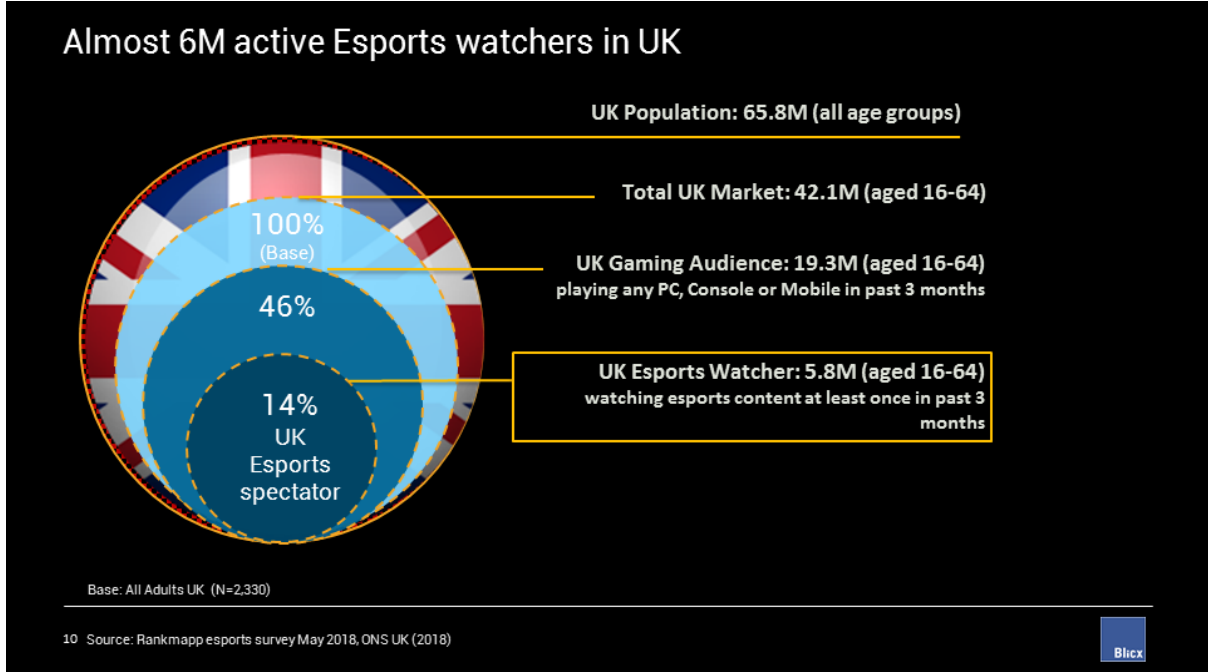 Almost 6M active Esports watchers in UK
UK Population: 65.8M (all age groups)
Total UK Market: 42.1M (aged 16-64)
100%
(Base)
UK Gaming Audience: 19.3M (aged 16-64)
playing any PC, Console or Mobile in past 3 months
46%
UK Esports Watcher: 5.8M (aged 16-64)
watching esports content at least once in past 3
months
14%
UK
Esports
spectator
Base: All Adults UK (N=2,330)
10 Source: Rankmapp esports survey May 2018, ONS UK (2018)
Blicx